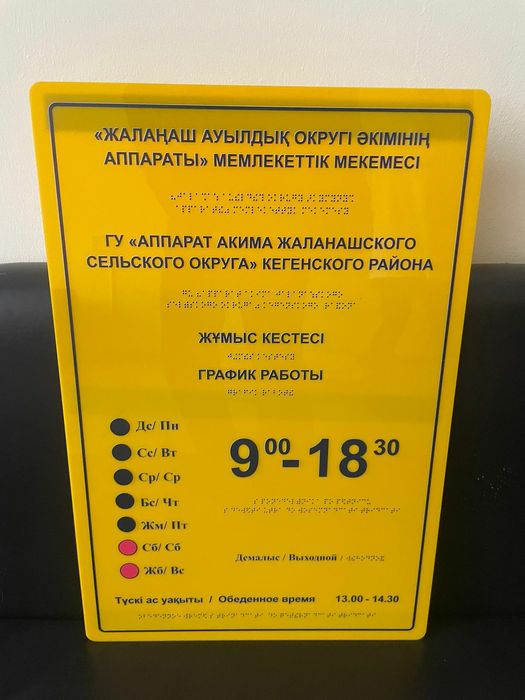 «ЖАЛАҢАШ АУЫЛДЫҚ ОКРУГІ ӘКІМІНІҢ
АППАРАТЫ» МЕМЛЕКЕТТІК МЕКЕМЕСІ
ГУ «АППАРАТ АКИМА ЖАЛАНАШСКОГО
СЕЛЬСКОГО ОКРУГА» КЕГЕНСКОГО РАЙОНА
ЖҰМЫС КЕСТЕСІ
ГРАФИК РАБОТЫ
Дс/ Пн
Сс/ Вт
Ср/ Ср
Бс/ Чт
Жм/ Пт
9⁰⁰-18³⁰
Сб/ Сб
Жб/ Вс
Демалыс / Выходной /
Түскі ас уақыты / Обеденное время 13.00 - 14.30